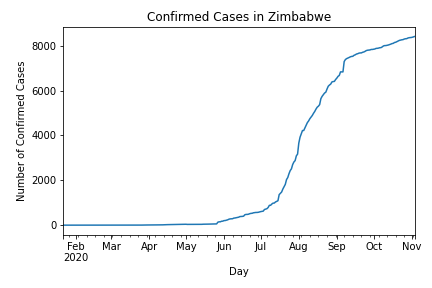 Confirmed Cases in Zimbabwe
Number of Confirmed Cases
8000
6000
4000
2000
0
Feb Mar Apr May Jun Jul Aug Sep Oct Nov
2020
Day